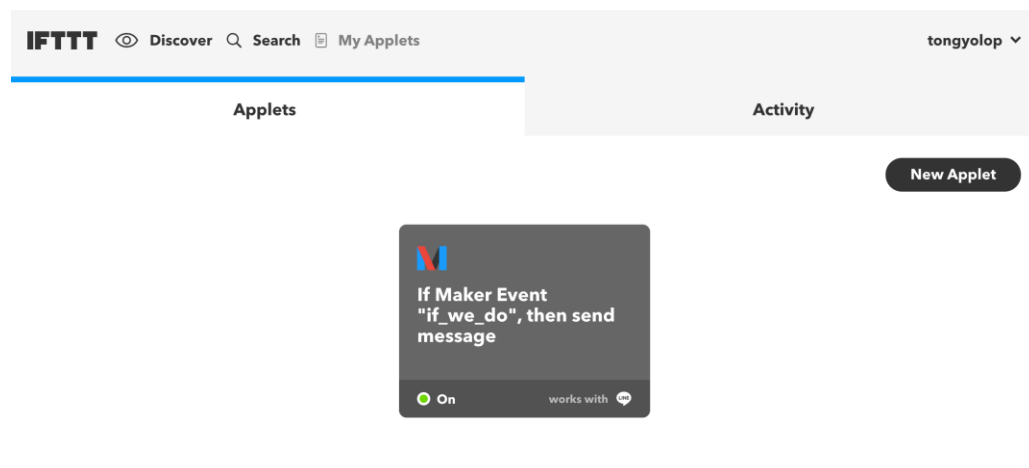 IFTTT Discover Search My Applets tongyolop
Applets Activity
New Applet
If Maker Event
"if_we_do", then send
message
On works with LINE